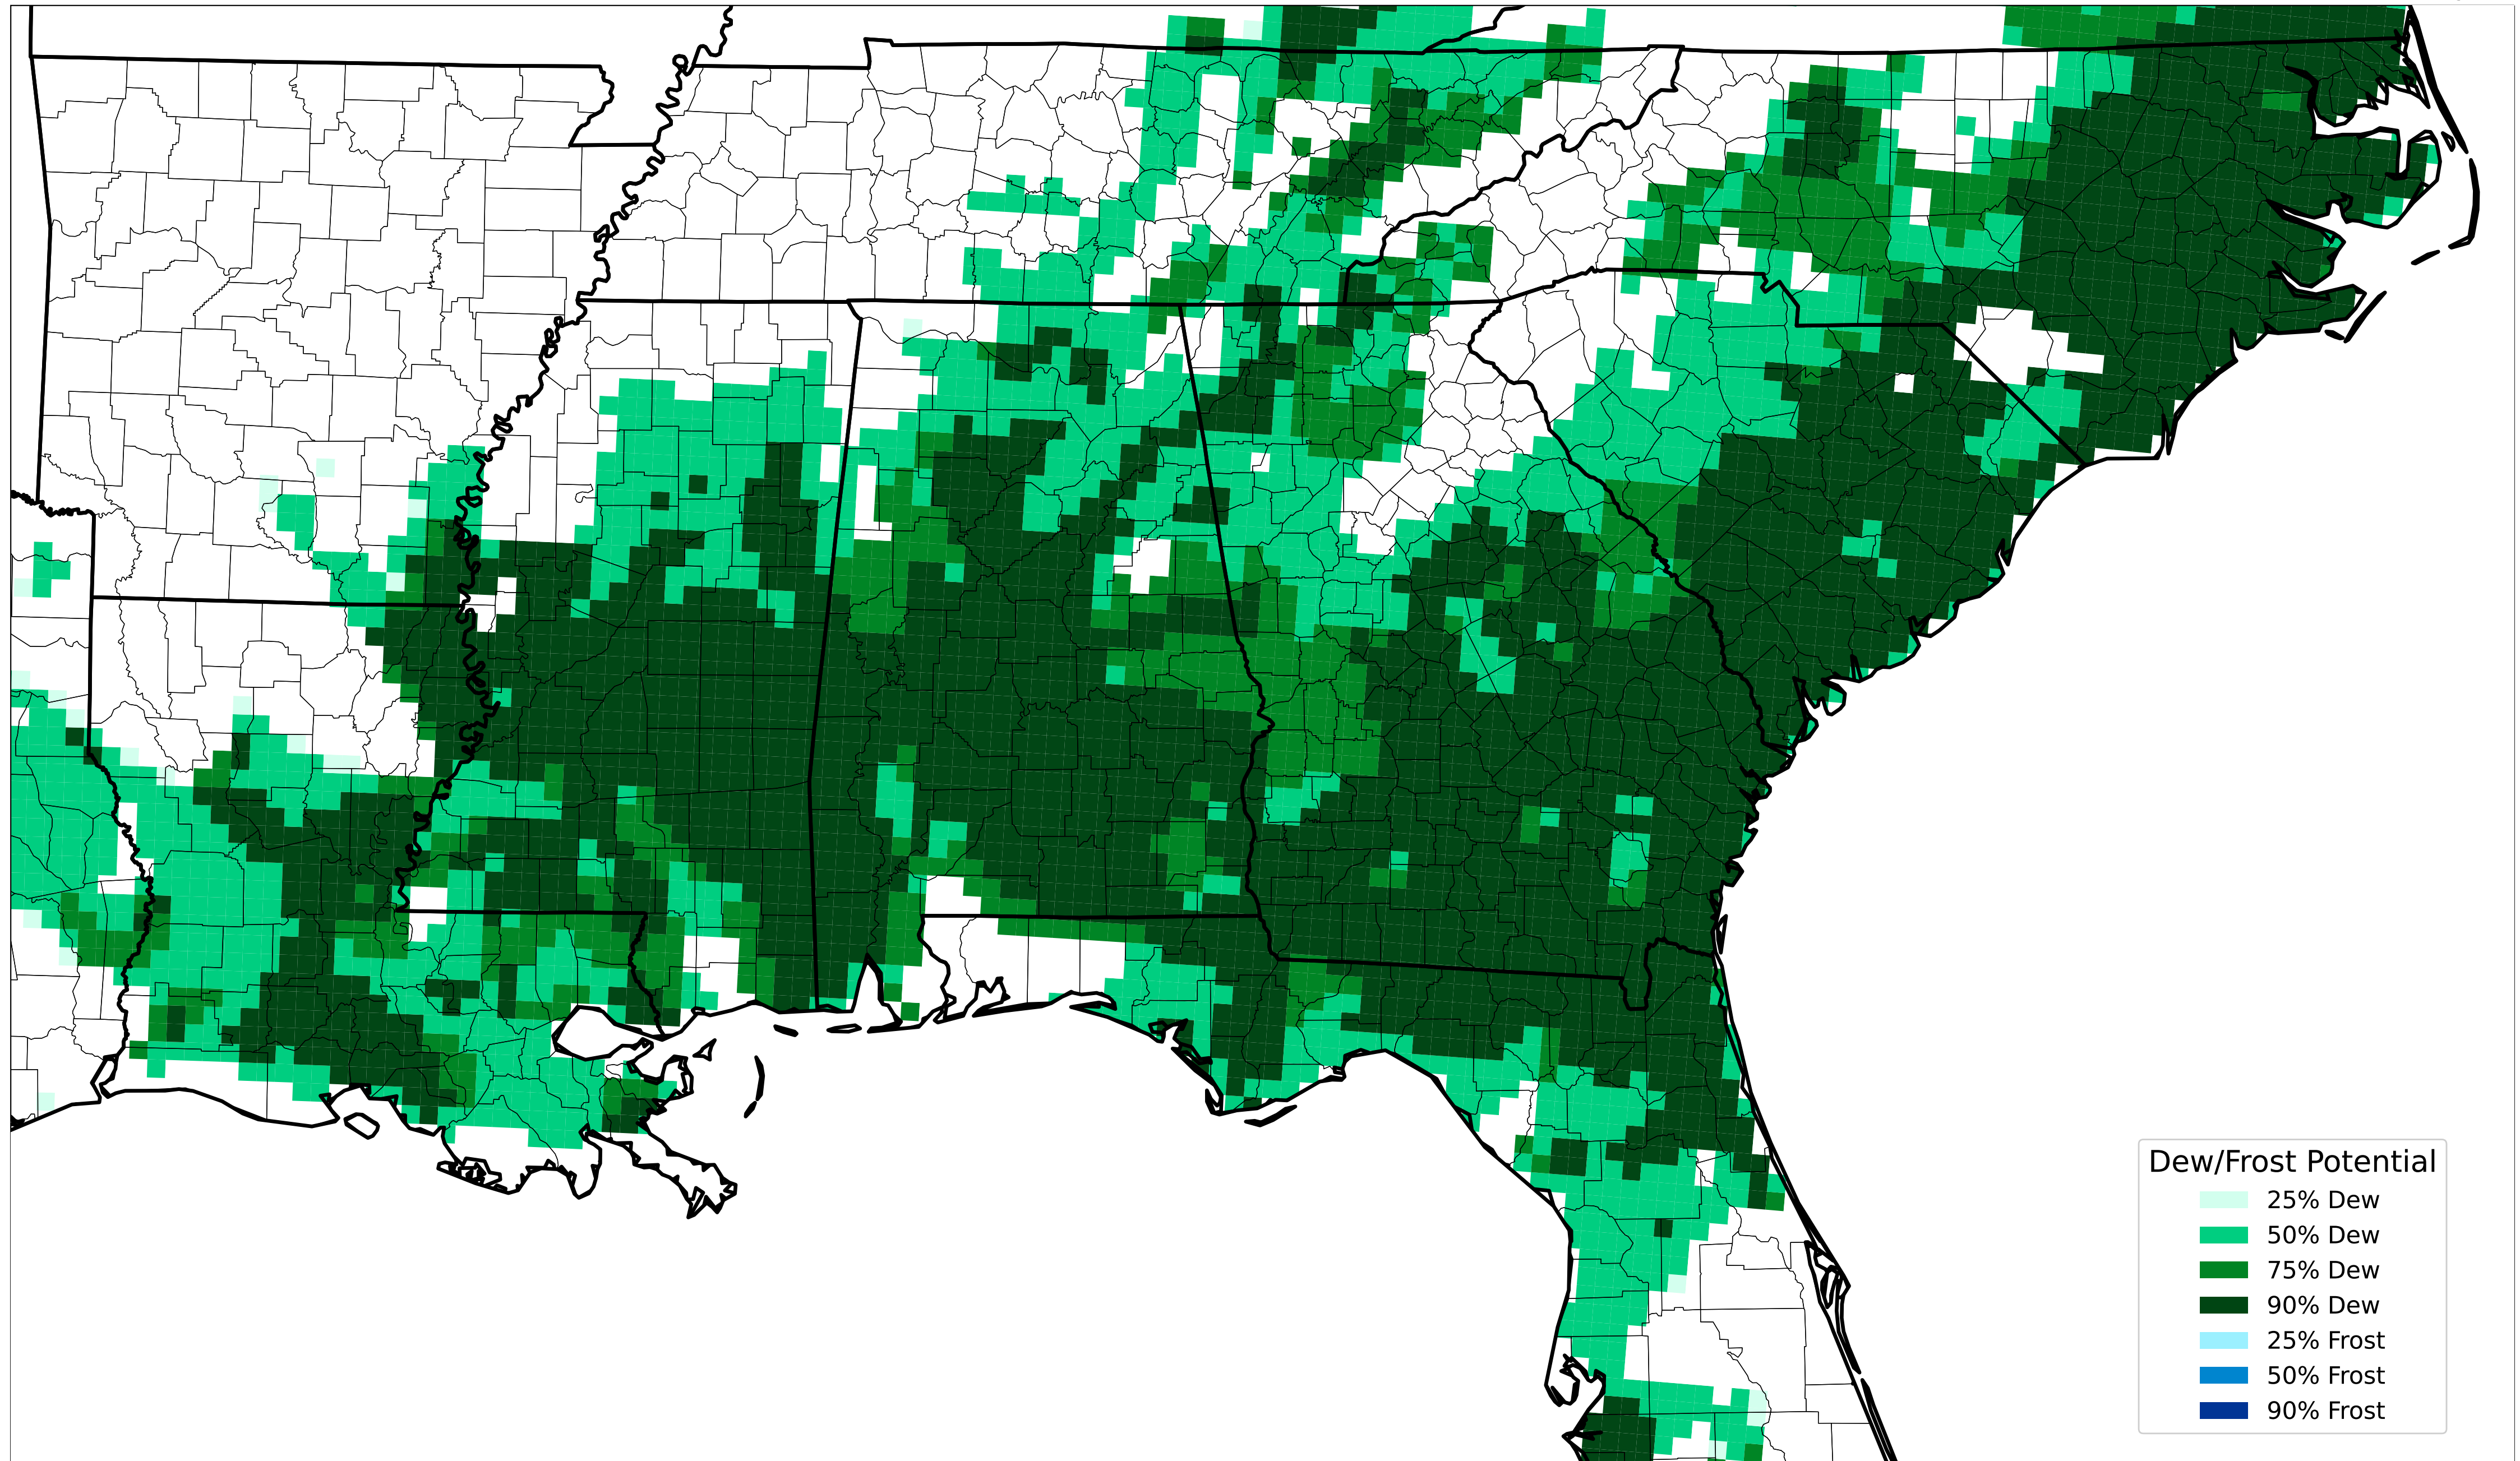 Dew/Frost Potential
25% Dew
50% Dew
75% Dew
90% Dew
25% Frost
50% Frost
90% Frost